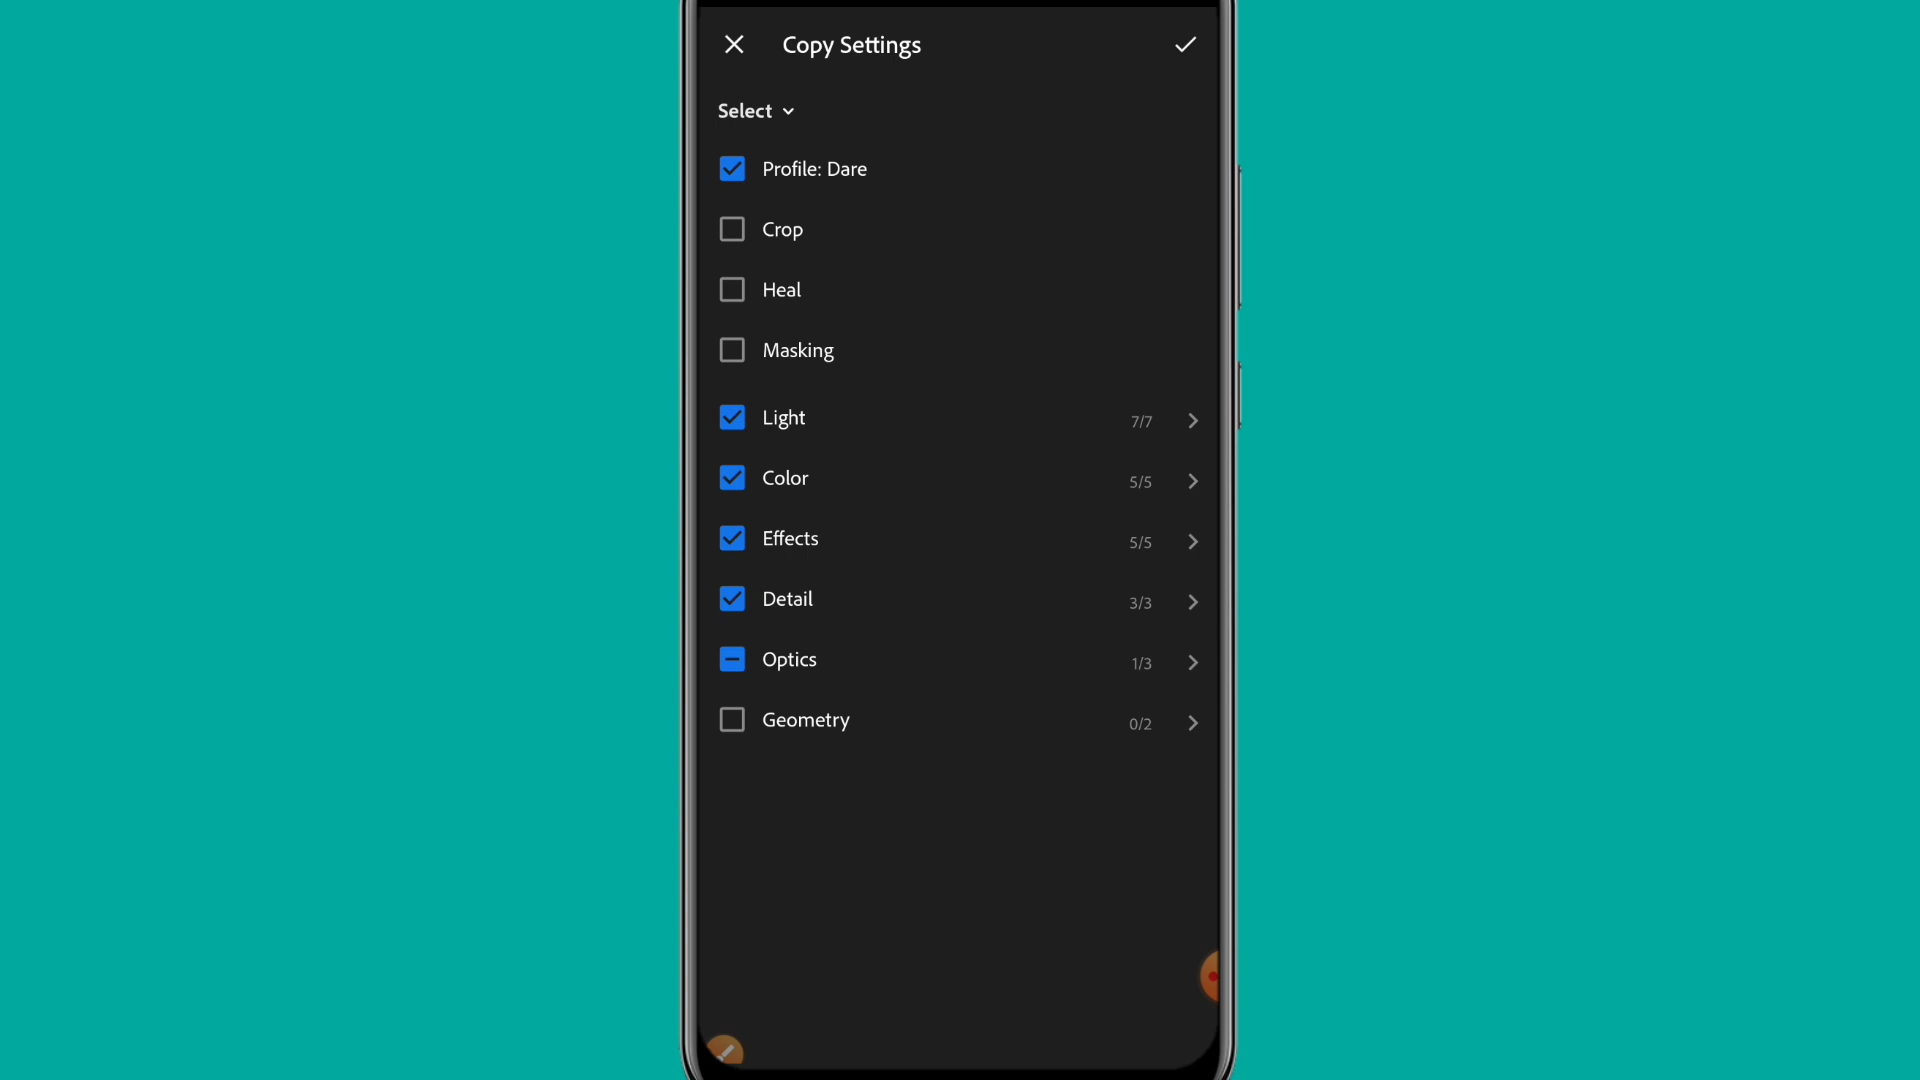 Copy Settings
Select
Profile: Dare
Crop
Heal
Masking
Light 7/7
Color 5/5
Effects 5/5
Detail 3/3
Optics 1/3
Geometry 0/2